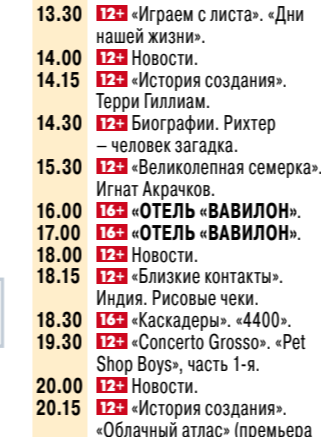 13.30 12+ «Играем с листа». «Дни
нашей жизни».
14.00 12+ Новости.
14.15 12+ «История создания».
Терри Гиллиам.
14.30 12+ Биографии. Рихтер
– человек загадка.
15.30 12+ «Великолепная семерка».
Игнат Акрачков.
16.00 16+ «ОТЕЛЬ «ВАВИЛОН».
17.00 16+ «ОТЕЛЬ «ВАВИЛОН».
18.00 12+ Новости.
18.15 12+ «Близкие контакты».
Индия. Рисовые чеки.
18.30 16+ «Каскадеры». «4400».
19.30 12+ «Concerto Grosso». «Pet
Shop Boys», часть 1-я.
20.00 12+ Новости.
20.15 12+ «История создания».
«Облачный атлас» (премьера